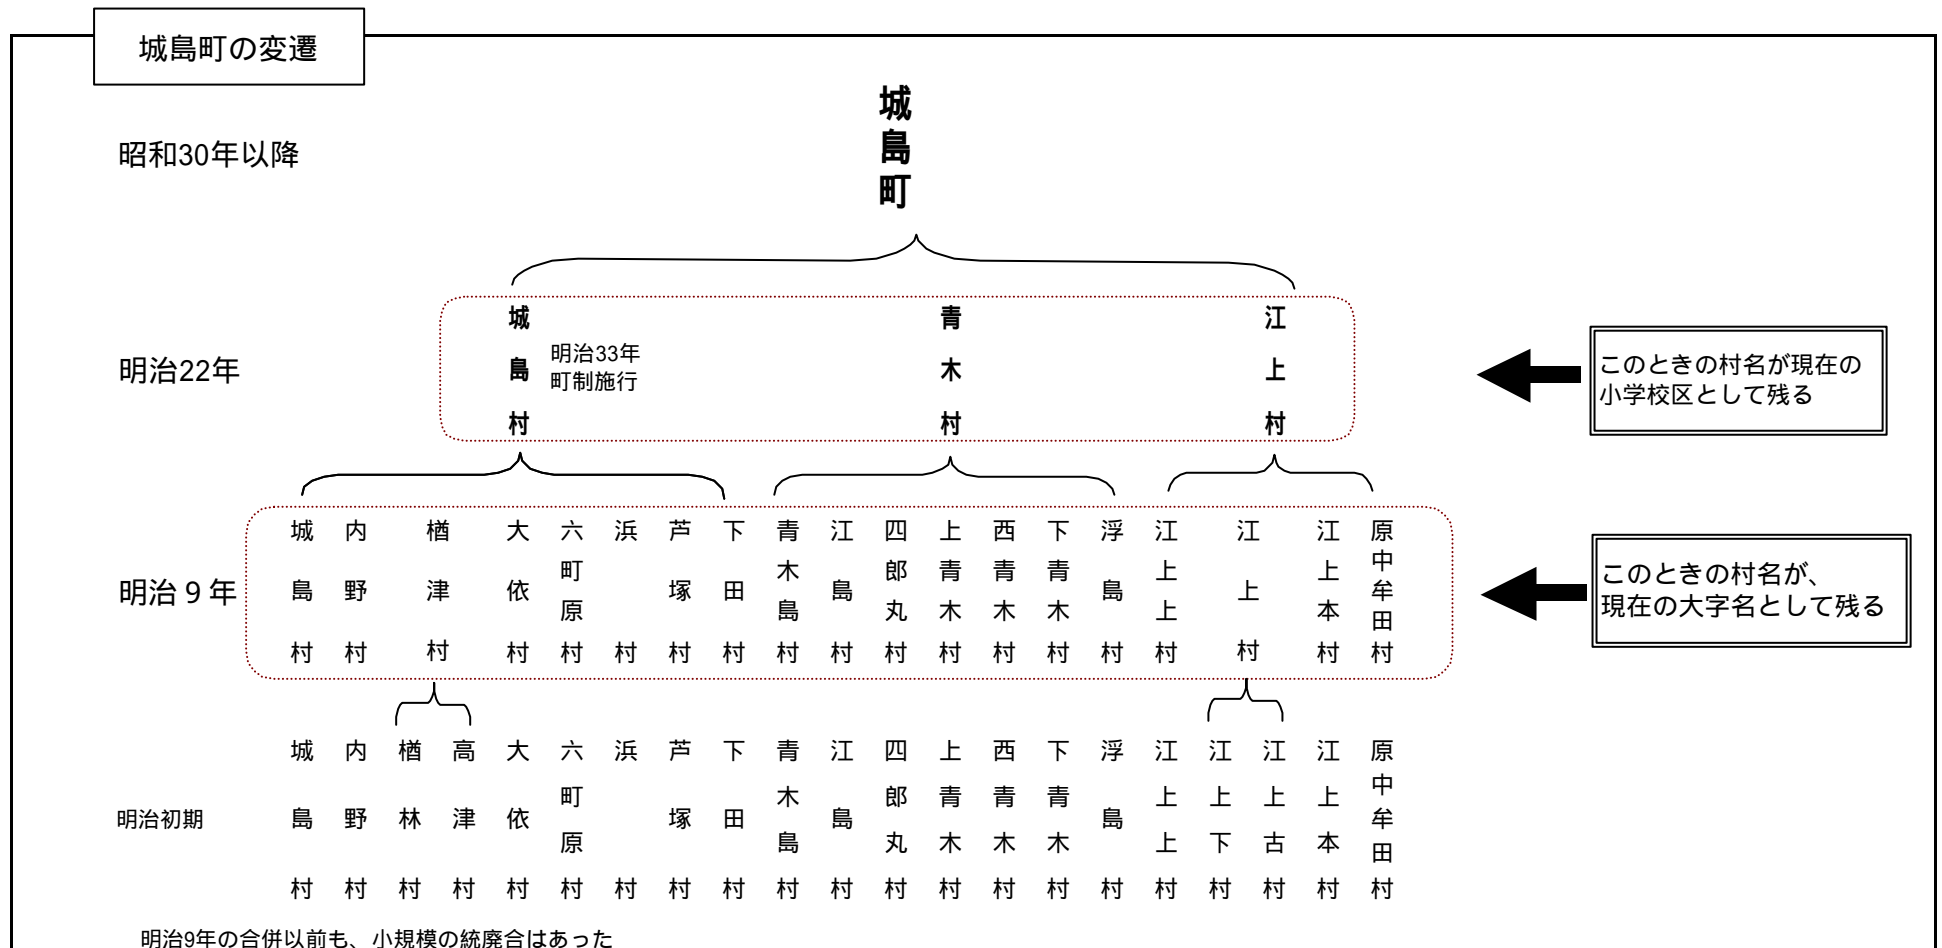 城島町の変遷
昭和30年以降
城島町
明治22年
城島村
明治33年
町制施行
青木村
江上村
このときの村名が現在の
小学校区として残る
明治９年
城島村
内野村
楢津村
大依村
六町原村
浜村
芦塚村
下田村
青木島村
江島村
四郎丸村
上青木村
西青木村
下青木村
浮島村
江上上村
江上村
江上本村
原中牟田村
このときの村名が、
現在の大字名として残る
明治初期
城島村
内野村
楢林村
高津村
大依村
六町原村
浜村
芦塚村
下田村
青木島村
江島村
四郎丸村
上青木村
西青木村
下青木村
浮島村
江上上村
江上下村
江上古村
江上本村
原中牟田村
明治9年の合併以前も、小規模の統廃合はあった